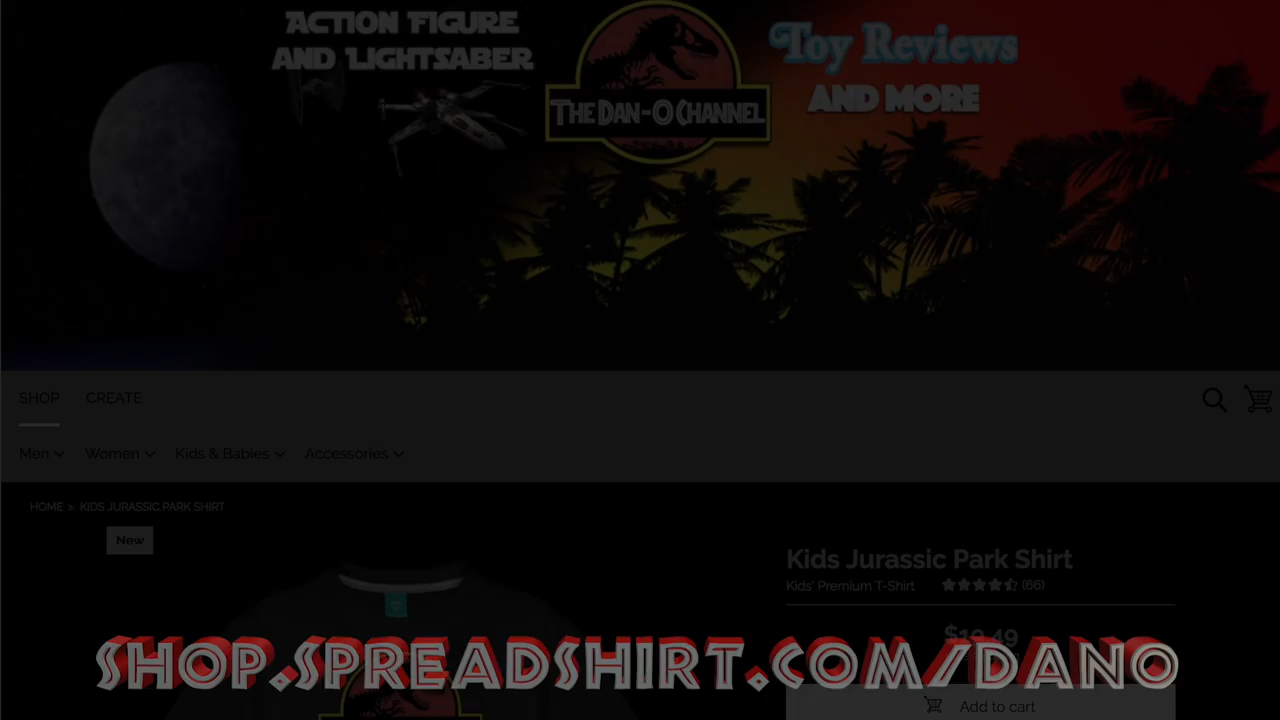 ACTION FIGURE
AND LIGHTSABER
THE DAN-O CHANNEL
Toy Reviews
AND MORE
SHOP CREATE
Men Women Kids & Babies Accessories
HOME > KIDS JURASSIC PARK SHIRT
New
Kids Jurassic Park Shirt
Kids' Premium T-Shirt (66)
$19.49
SHOP.SPREADSHIRT.COM/DANO
Add to cart